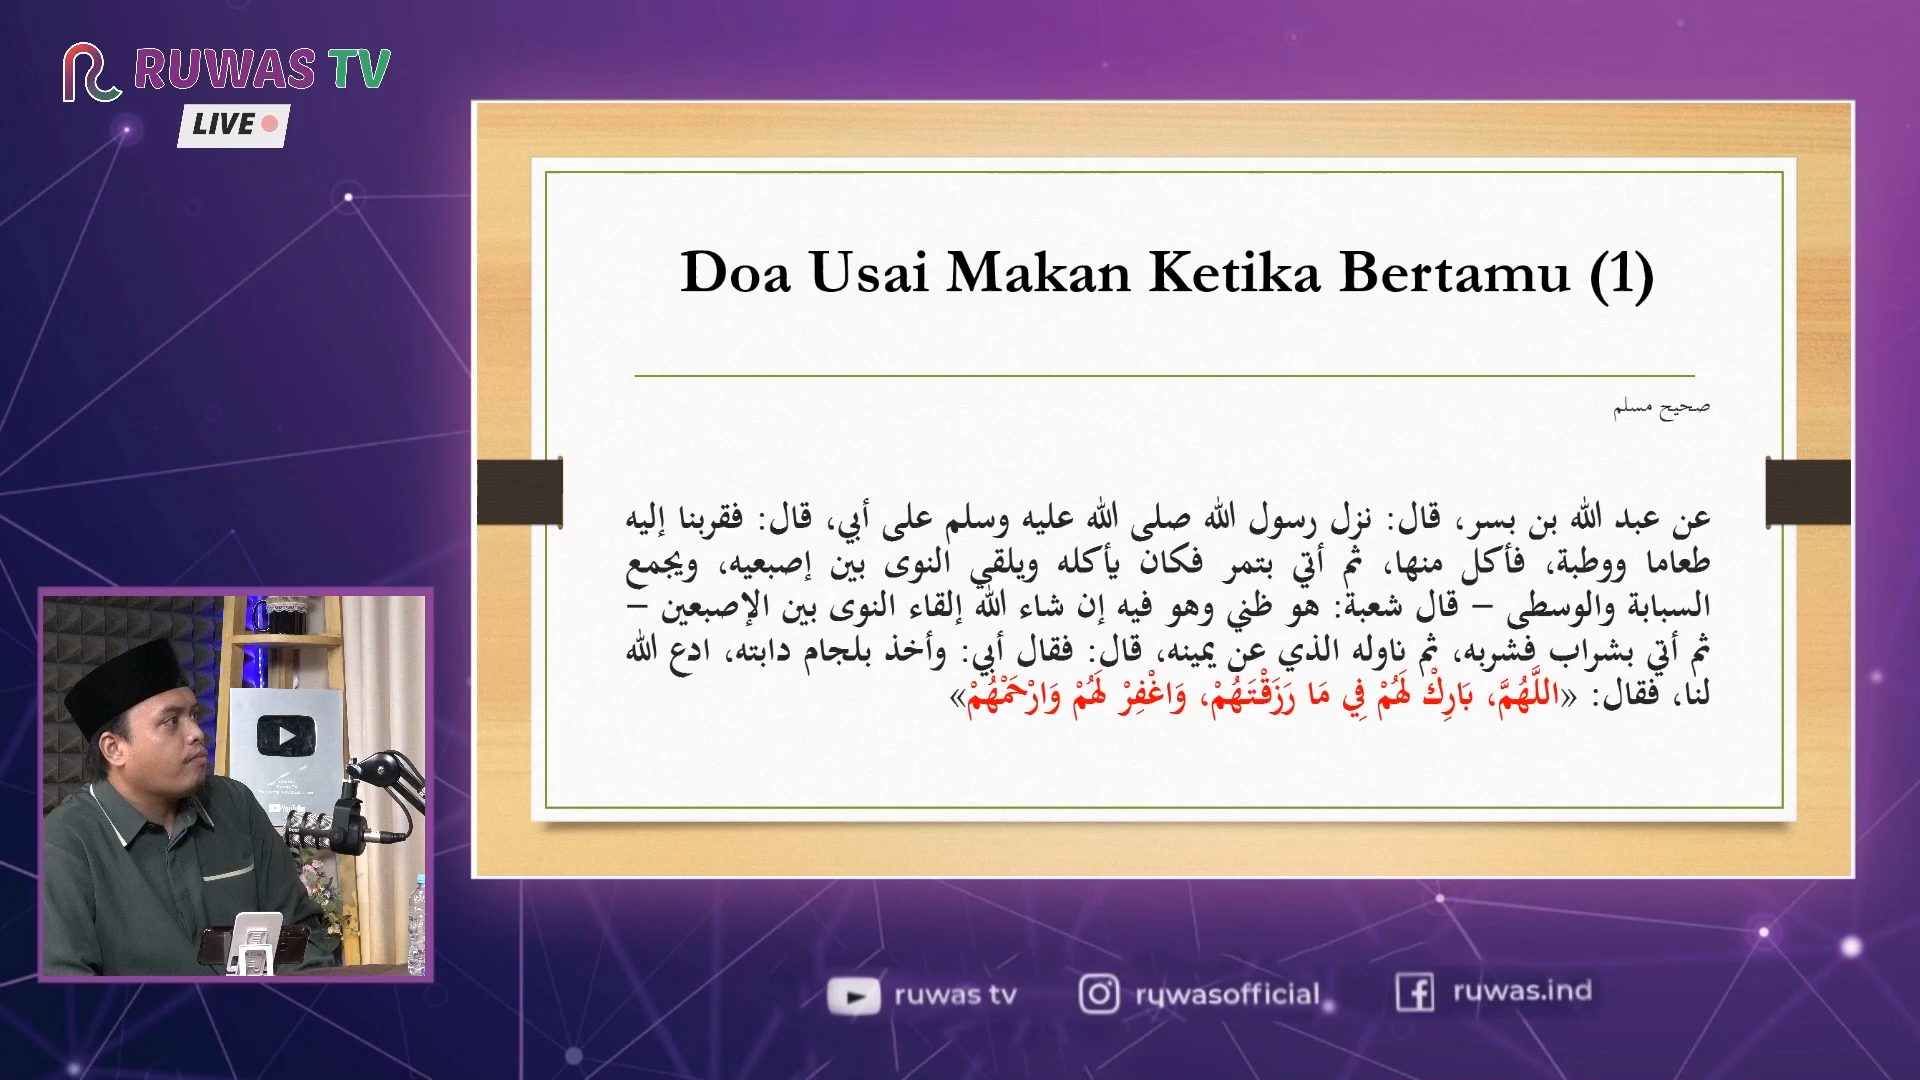 RUWAS TV
LIVE
Doa Usai Makan Ketika Bertamu (1)
صحيح مسلم
عن عبد الله بن بسر، قال: نزل رسول الله صلى الله عليه وسلم على أبي، قال: فقربنا إليه
طعاما ووطبة، فأكل منها، ثم أتي بتمر فكان يأكله ويلقي النوى بين إصبعيه، ويجمع
السبابة والوسطى – قال شعبة: هو ظني وهو فيه إن شاء الله إلقاء النوى بين الإصبعين –
ثم أتي بشراب فشربه، ثم ناوله الذي عن يمينه، قال: فقال أبي: وأخذ بلجام دابته، ادع الله
لنا، فقال: «اللَّهُمَّ، بَارِكْ لَهُمْ فِي مَا رَزَقْتَهُمْ، وَاغْفِرْ لَهُمْ وَارْحَمْهُمْ»
YouTube
ruwas tv
ruwasofficial
ruwas.ind